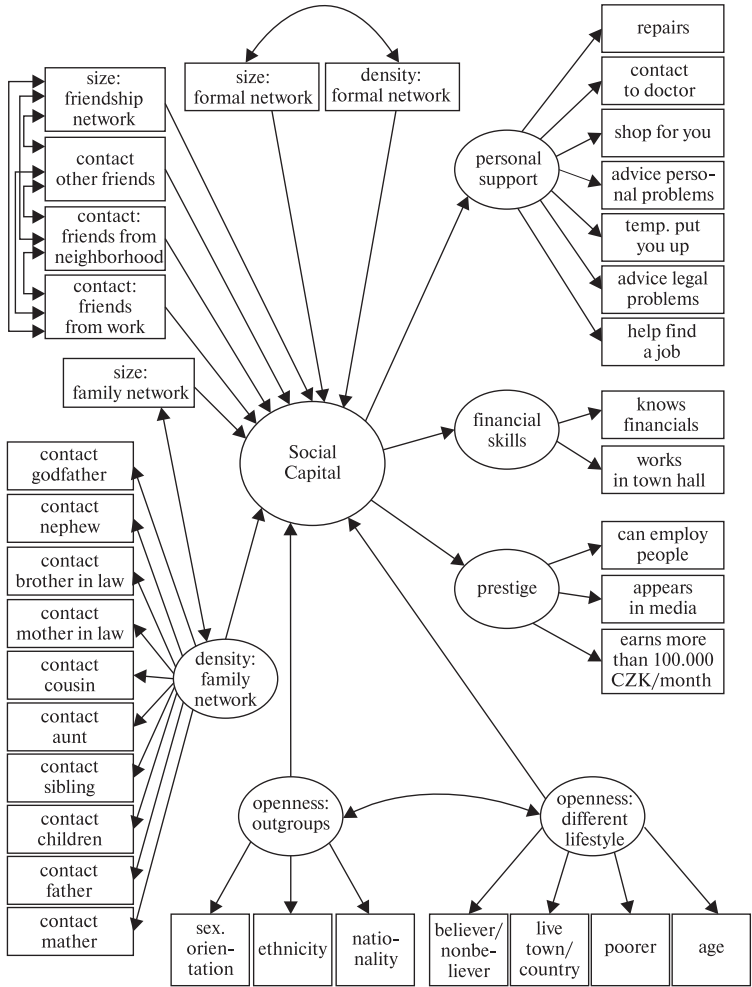 repairs
contact
to doctor
shop for you
advice perso-
nal problems
temp. put
you up
advice legal
problems
help find
a job
personal
support
size:
formal network
density:
formal network
size:
friendship
network
contact
other friends
contact:
friends from
neighborhood
contact:
friends
from work
size:
family network
Social
Capital
financial
skills
knows
financials
works
in town hall
prestige
can employ
people
appears
in media
earns more
than 100.000
CZK/month
contact
godfather
contact
nephew
contact
brother in law
contact
mother in law
contact
cousin
contact
aunt
contact
sibling
contact
children
contact
father
contact
mather
density:
family
network
openness:
outgroups
openness:
different
lifestyle
sex.
orien-
tation
ethnicity
natio-
nality
believer/
nonbe-
liever
live
town/
country
poorer
age